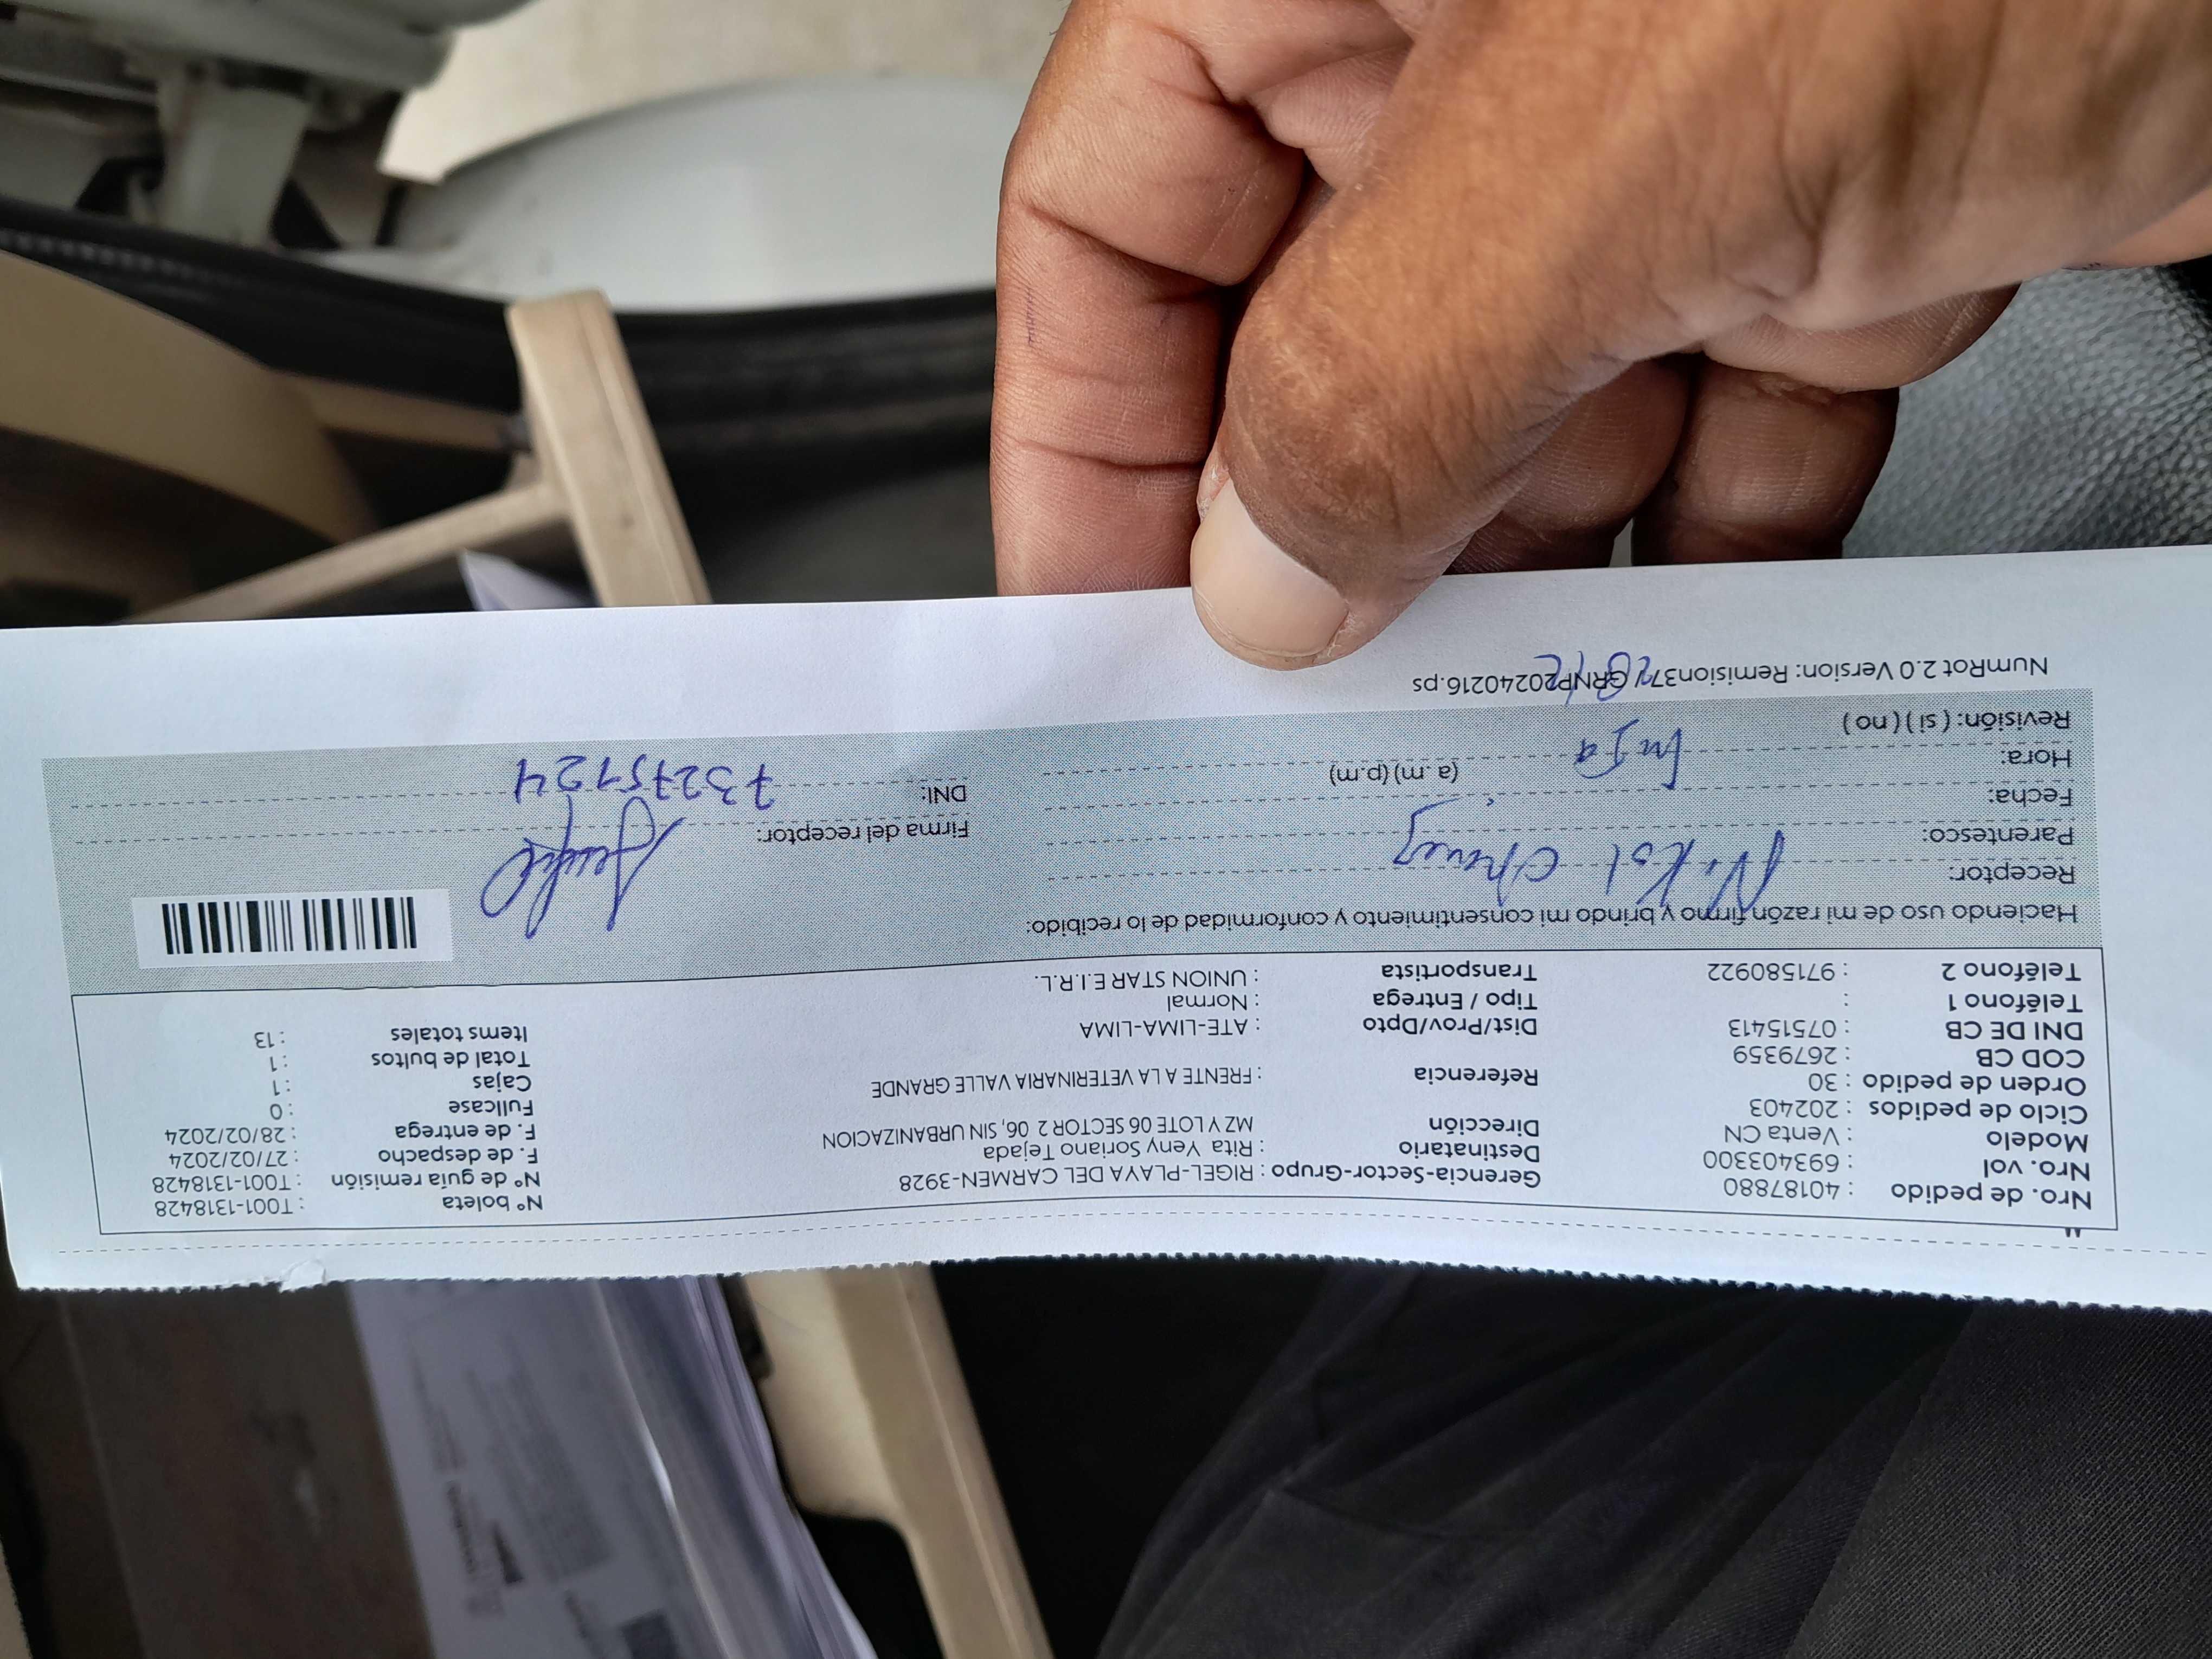 Nro. de pedido : 40187880
Nro. vol : 693403300
Modelo : Venta CN
Ciclo de pedidos : 202403
Orden de pedido : 30
COD CB : 2679359
DNI DE CB : 07515413
Teléfono 1 :
Teléfono 2 : 971580922
Gerencia-Sector-Grupo : RIGEL-PLAYA DEL CARMEN-3928
Destinatario : Rita Yeny Soriano Tejada
Dirección MZ Y LOTE 06 SECTOR 2 06, SIN URBANIZACION
Referencia : FRENTE A LA VETERINARIA VALLE GRANDE
Dist/Prov/Dpto : ATE-LIMA-LIMA
Tipo / Entrega : Normal
Transportista : UNION STAR E.I.R.L.
N° boleta : T001-1318428
N° de guía remisión : T001-1318428
F. de despacho : 27/02/2024
F. de entrega : 28/02/2024
Fullcase : 0
Cajas : 1
Total de bultos : 1
Items totales : 13
Haciendo uso de mi razón firmo y brindo mi consentimiento y conformidad de lo recibido:
Receptor: Nikol Chavez
Parentesco:
Fecha:
Hora: (a.m) (p.m)
Revisión: ( si ) ( no )
Firma del receptor:
DNI: 73275124
NumRot 2.0 Version: Remision37 / GRNP20240216.ps